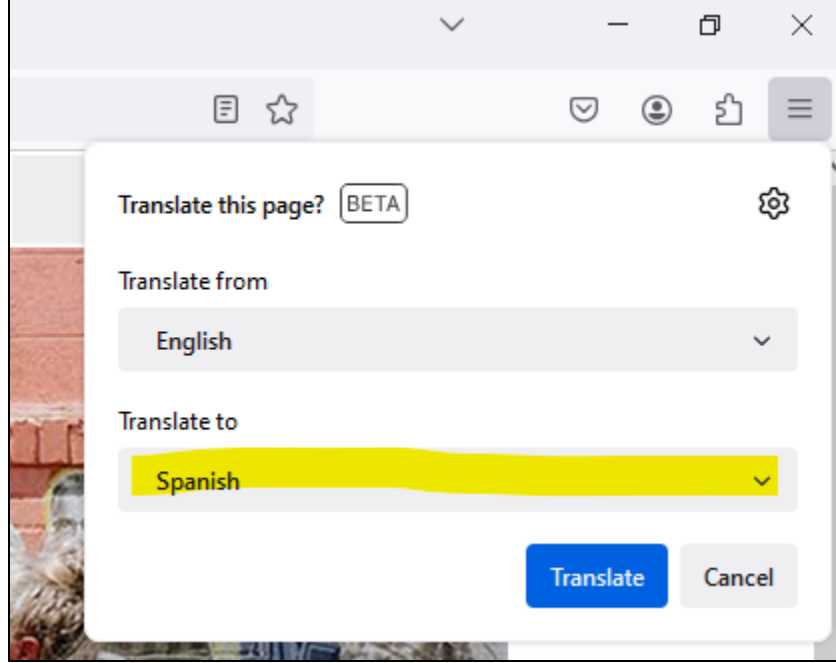 Translate this page? BETA
Translate from
English
Translate to
Spanish
Translate Cancel